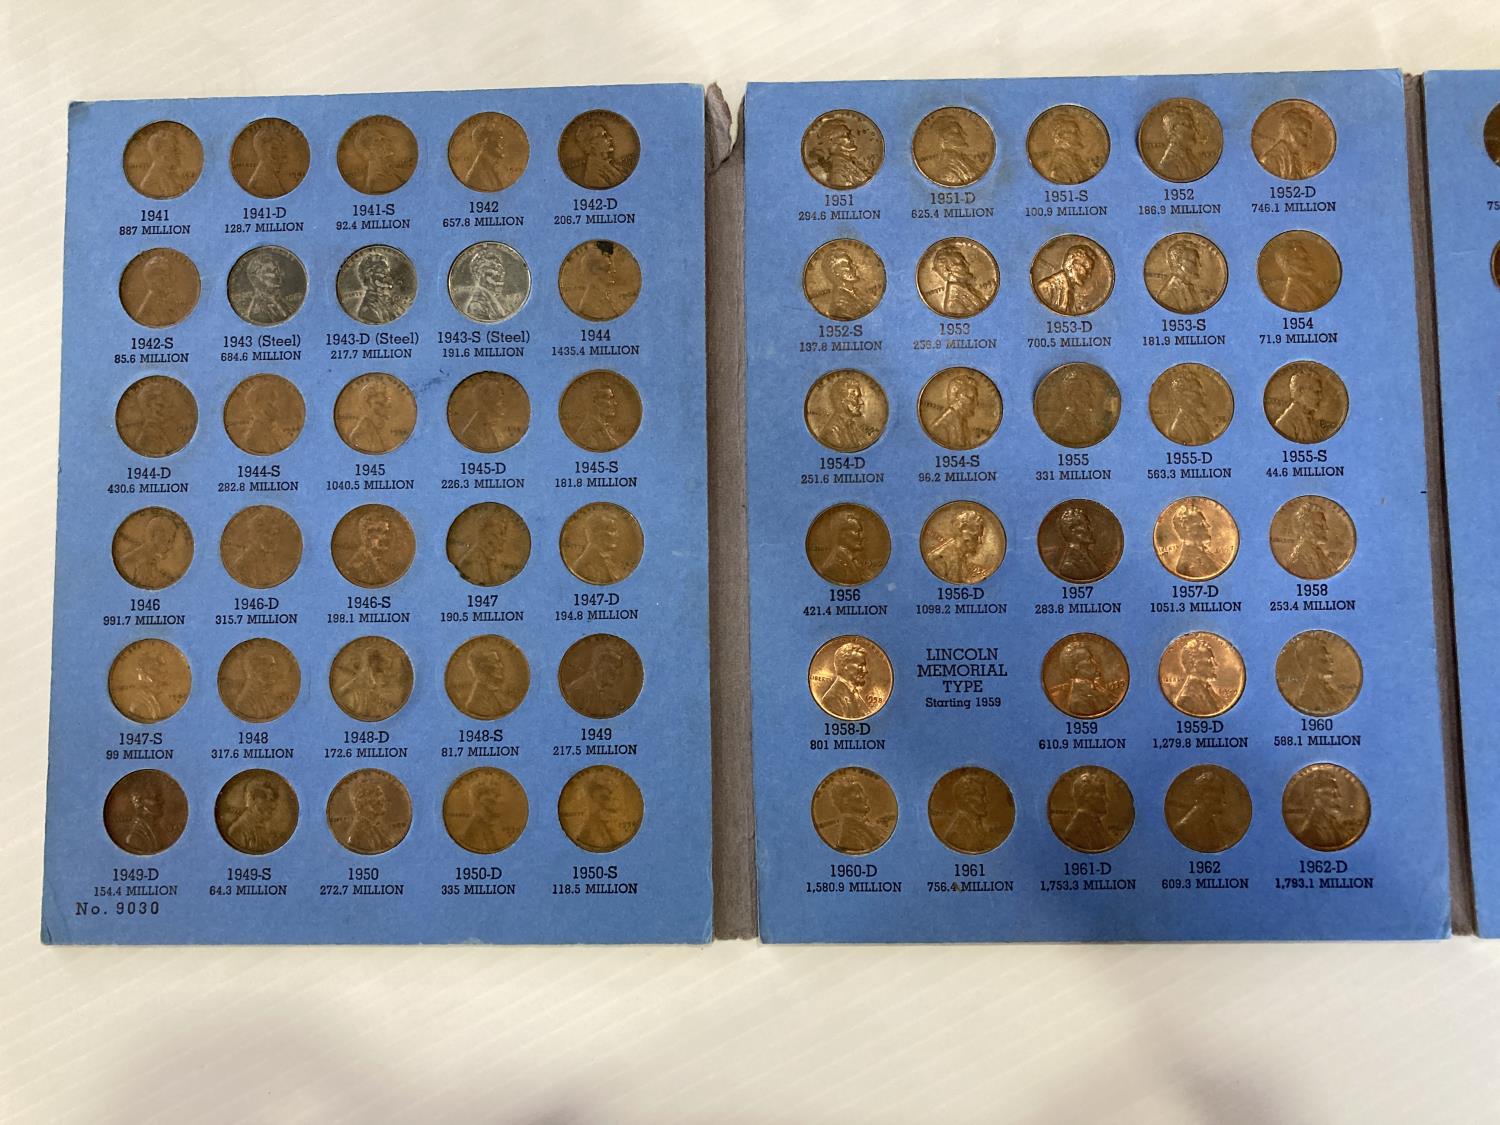 1941 1941-D 1941-S 1942 1942-D
887 MILLION 128.7 MILLION 92.4 MILLION 657.8 MILLION 206.7 MILLION
1942-S 1943 (Steel) 1943-D (Steel) 1943-S (Steel) 1944
85.6 MILLION 684.6 MILLION 217.7 MILLION 191.6 MILLION 1435.4 MILLION
1944-D 1944-S 1945 1945-D 1945-S
430.6 MILLION 282.8 MILLION 1040.5 MILLION 226.3 MILLION 181.8 MILLION
1946 1946-D 1946-S 1947 1947-D
991.7 MILLION 315.7 MILLION 198.1 MILLION 190.5 MILLION 194.8 MILLION
1947-S 1948 1948-D 1948-S 1949
99 MILLION 317.6 MILLION 172.6 MILLION 81.7 MILLION 217.5 MILLION
1949-D 1949-S 1950 1950-D 1950-S
154.4 MILLION 64.3 MILLION 272.7 MILLION 335 MILLION 118.5 MILLION
No. 9030
1951 1951-D 1951-S 1952 1952-D
294.6 MILLION 625.4 MILLION 100.9 MILLION 186.9 MILLION 746.1 MILLION
1952-S 1953 1953-D 1953-S 1954
137.8 MILLION 256.9 MILLION 700.5 MILLION 181.9 MILLION 71.9 MILLION
1954-D 1954-S 1955 1955-D 1955-S
251.6 MILLION 96.2 MILLION 331 MILLION 563.3 MILLION 44.6 MILLION
1956 1956-D 1957 1957-D 1958
421.4 MILLION 1098.2 MILLION 283.8 MILLION 1051.3 MILLION 253.4 MILLION
LINCOLN
MEMORIAL
TYPE
Starting 1959
1958-D 1959 1959-D 1960
801 MILLION 610.9 MILLION 1,279.8 MILLION 588.1 MILLION
1960-D 1961 1961-D 1962 1962-D
1,580.9 MILLION 756.4 MILLION 1,753.3 MILLION 609.3 MILLION 1,793.1 MILLION